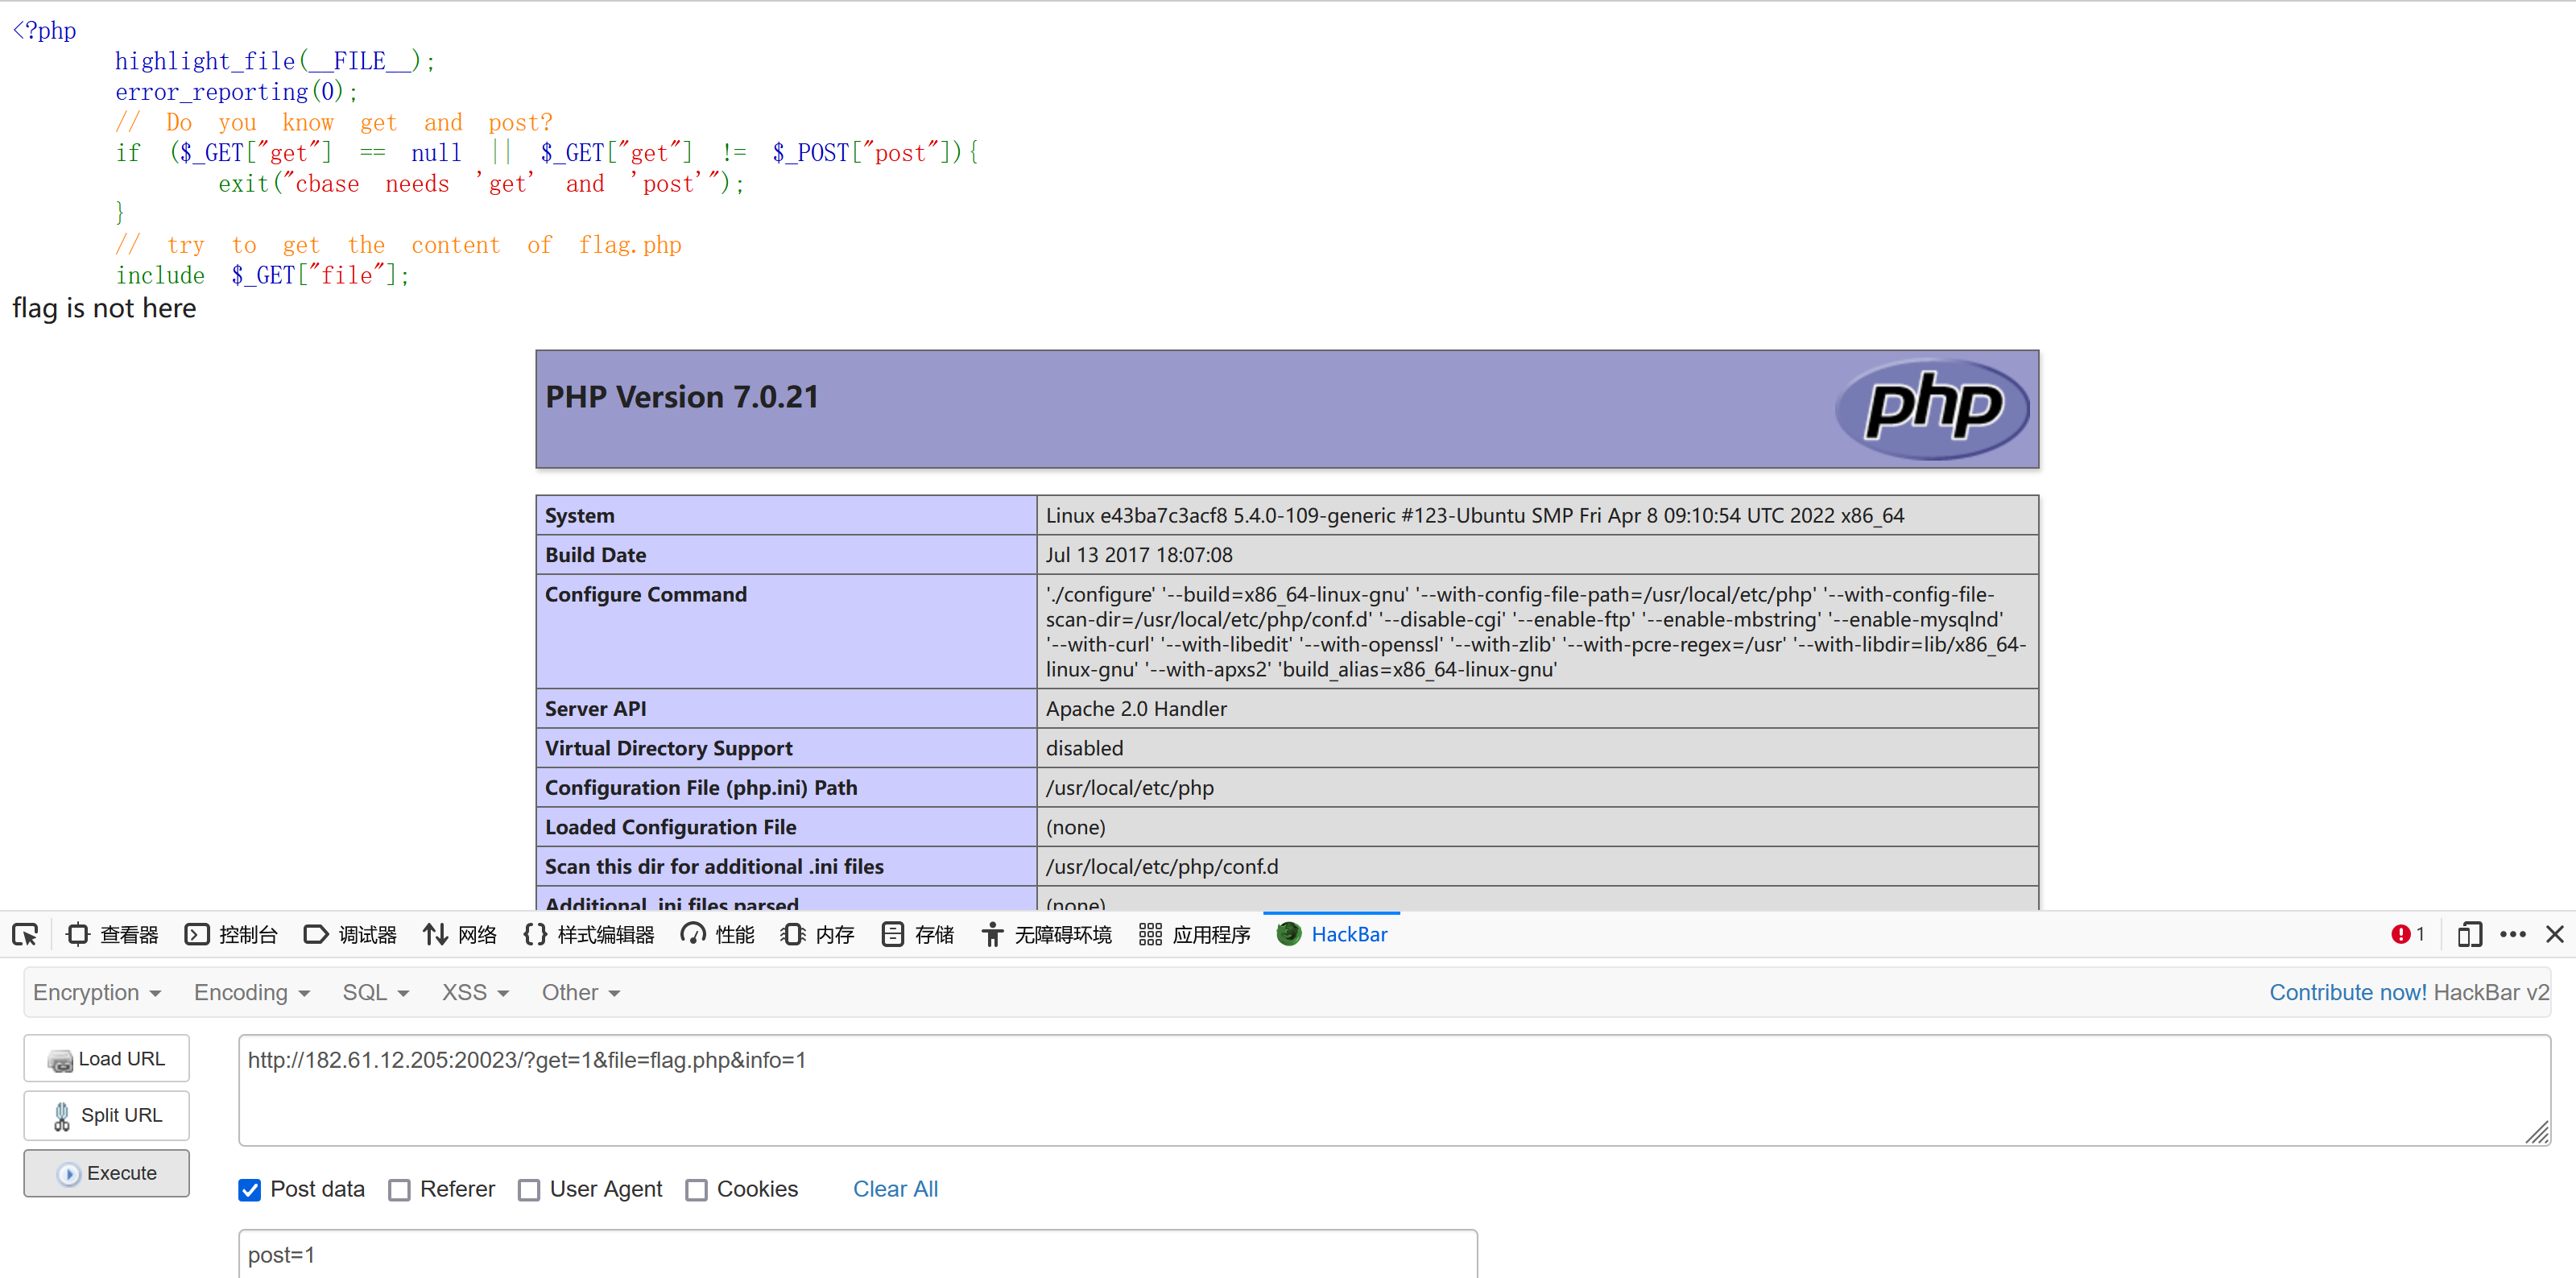 <?php
highlight_file(__FILE__);
error_reporting(0);
// Do you know get and post?
if ($_GET["get"] == null || $_GET["get"] != $_POST["post"]){
exit("cbase needs 'get' and 'post'");
}
// try to get the content of flag.php
include $_GET["file"];
flag is not here
PHP Version 7.0.21
php
System Linux e43ba7c3acf8 5.4.0-109-generic #123-Ubuntu SMP Fri Apr 8 09:10:54 UTC 2022 x86_64
Build Date Jul 13 2017 18:07:08
Configure Command './configure' '--build=x86_64-linux-gnu' '--with-config-file-path=/usr/local/etc/php' '--with-config-file-
scan-dir=/usr/local/etc/php/conf.d' '--disable-cgi' '--enable-ftp' '--enable-mbstring' '--enable-mysqlnd'
'--with-curl' '--with-libedit' '--with-openssl' '--with-zlib' '--with-pcre-regex=/usr' '--with-libdir=lib/x86_64-
linux-gnu' '--with-apxs2' 'build_alias=x86_64-linux-gnu'
Server API Apache 2.0 Handler
Virtual Directory Support disabled
Configuration File (php.ini) Path /usr/local/etc/php
Loaded Configuration File (none)
Scan this dir for additional .ini files /usr/local/etc/php/conf.d
Additional .ini files parsed (none)
查看器 控制台 调试器 网络 样式编辑器 性能 内存 存储 无障碍环境 应用程序 HackBar 1
Encryption Encoding SQL XSS Other Contribute now! HackBar v2
Load URL http://182.61.12.205:20023/?get=1&file=flag.php&info=1
Split URL
Execute
Post data Referer User Agent Cookies Clear All
post=1